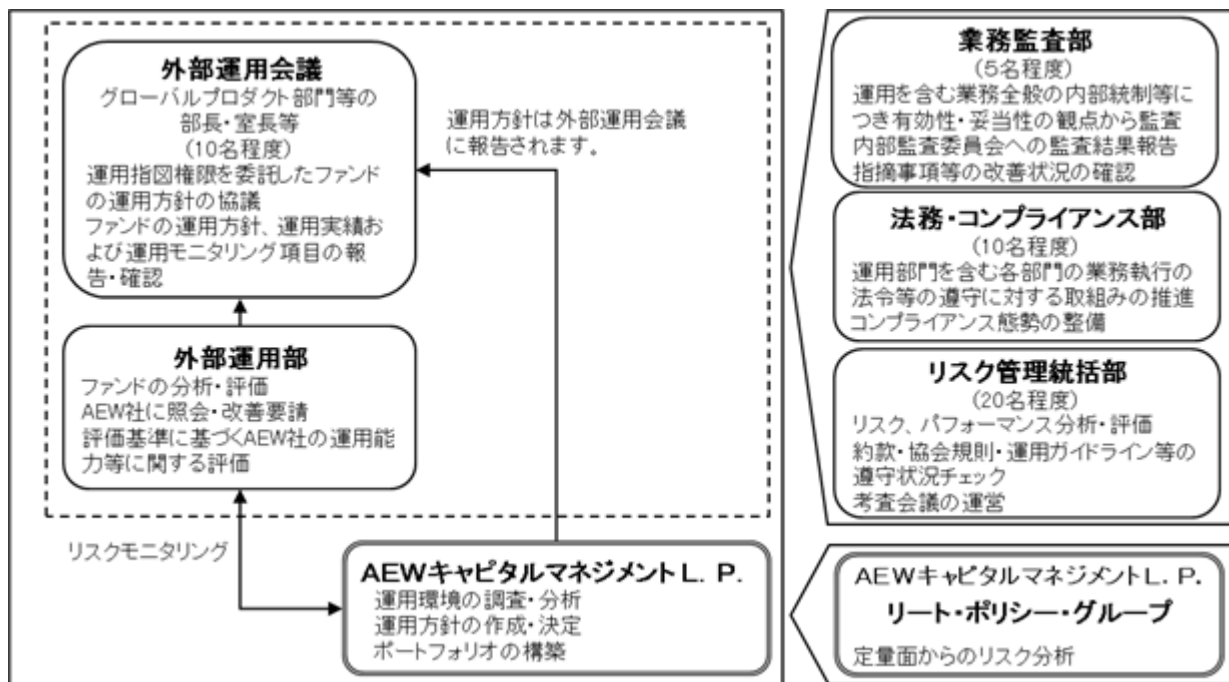 外部運用会議
グローバルプロダクト部門等の
部長・室長等
(10名程度)
運用指図権限を委託したファンド
の運用方針の協議
ファンドの運用方針、運用実績お
よび運用モニタリング項目の報
告・確認
運用方針は外部運用会議
に報告されます。
外部運用部
ファンドの分析・評価
AEW社に照会・改善要請
評価基準に基づくAEW社の運用能
力等に関する評価
リスクモニタリング
AEWキャピタルマネジメントL. P.
運用環境の調査・分析
運用方針の作成・決定
ポートフォリオの構築
業務監査部
(5名程度)
運用を含む業務全般の内部統制等に
つき有効性・妥当性の観点から監査
内部監査委員会への監査結果報告
指摘事項等の改善状況の確認
法務・コンプライアンス部
(10名程度)
運用部門を含む各部門の業務執行の
法令等の遵守に対する取組みの推進
コンプライアンス態勢の整備
リスク管理統括部
(20名程度)
リスク、パフォーマンス分析・評価
約款・協会規則・運用ガイドライン等の
遵守状況チェック
考査会議の運営
AEWキャピタルマネジメントL. P.
リート・ポリシー・グループ
定量面からのリスク分析